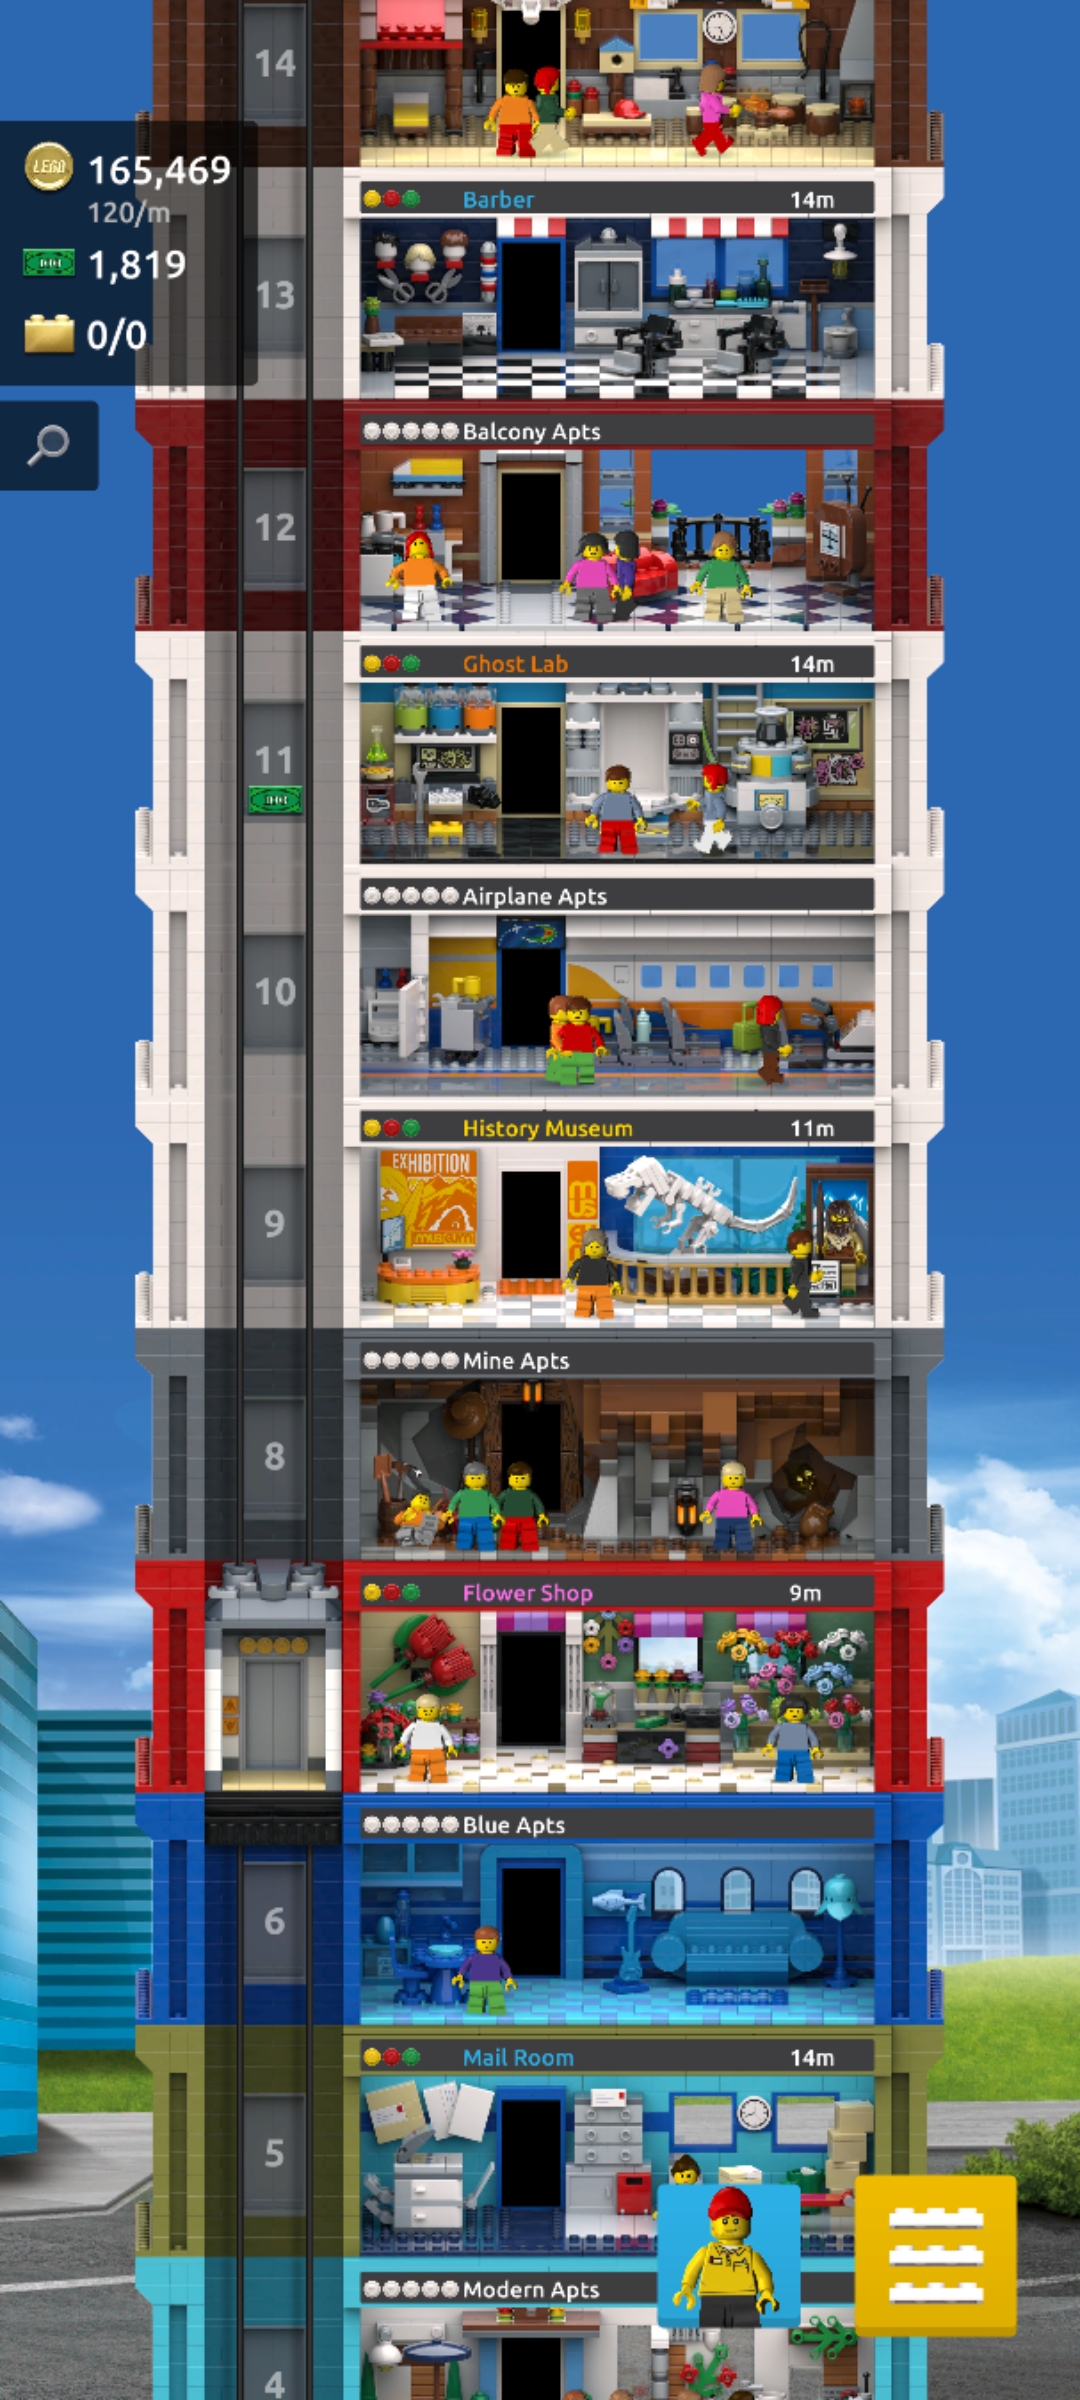 14
LEGO 165,469
120/m
1,819
0/0
Barber 14m
13
Balcony Apts
12
Ghost Lab 14m
11
Airplane Apts
10
History Museum 11m
EXHIBITION
museum
9
Mine Apts
8
Flower Shop 9m
Blue Apts
6
Mail Room 14m
5
Modern Apts
4